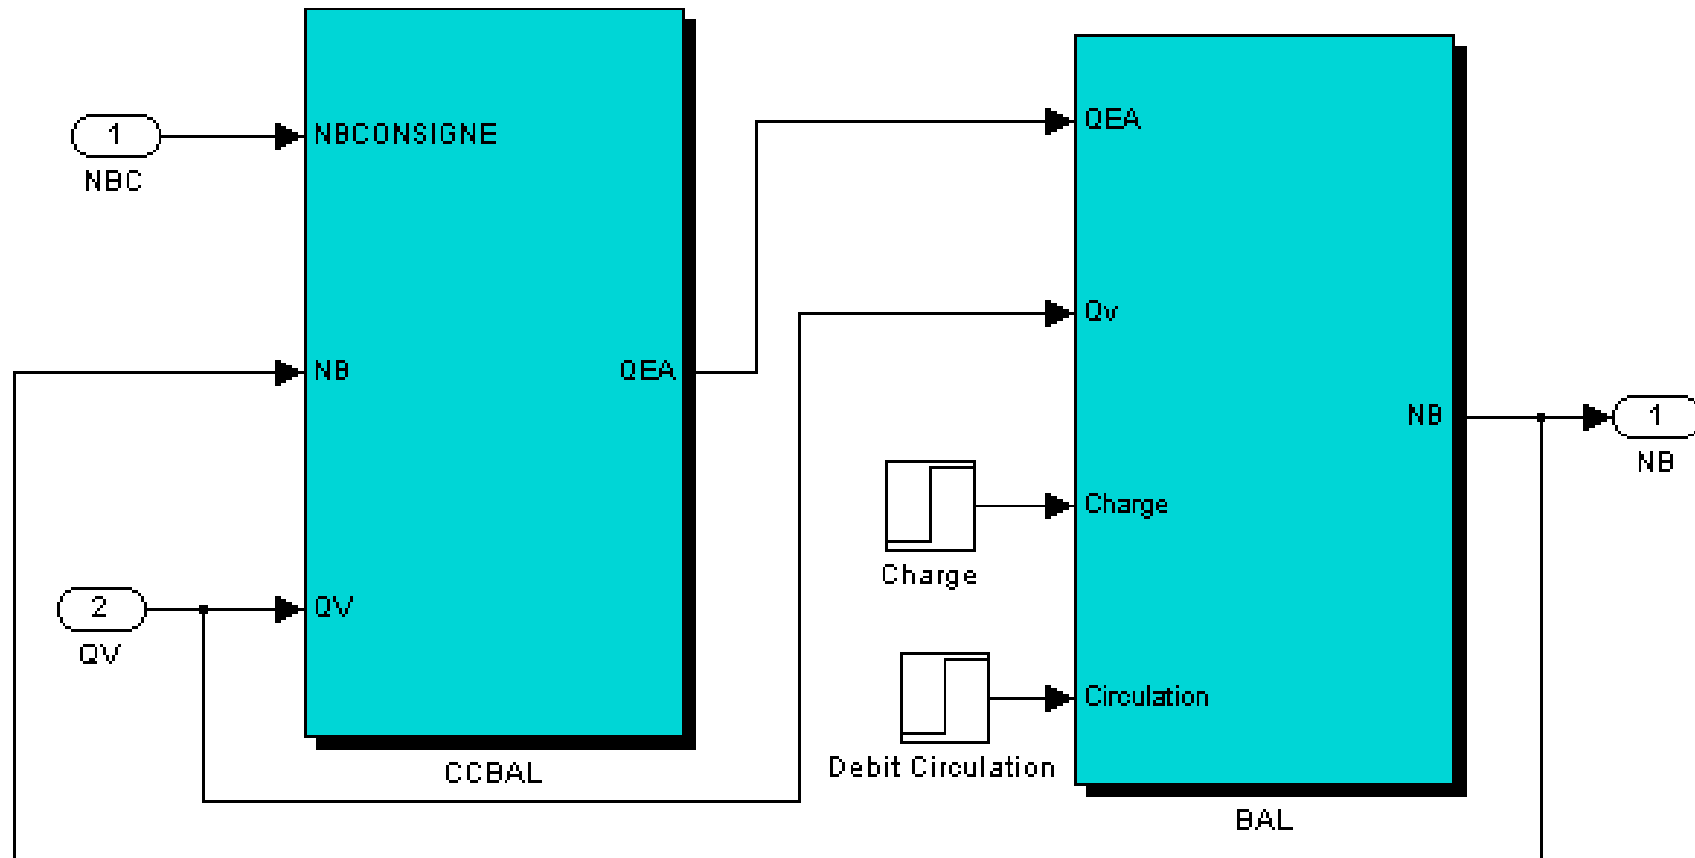 1
NBC
NBCONSIGNE
NB
QEA
2
QV
QV
CCBAL
QEA
Qv
NB
1
NB
Charge
Charge
Circulation
Debit Circulation
BAL